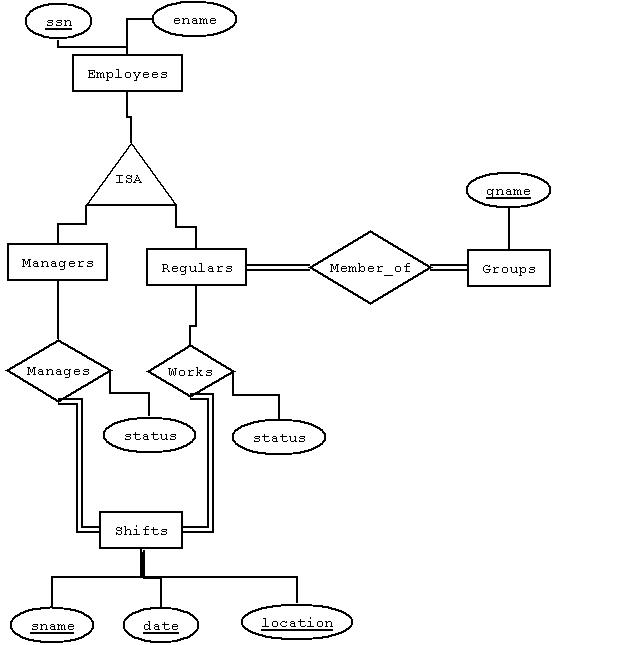 ssn
ename
Employees
ISA
gname
Managers
Regulars
Member_of
Groups
Manages
Works
status
status
Shifts
sname
date
location